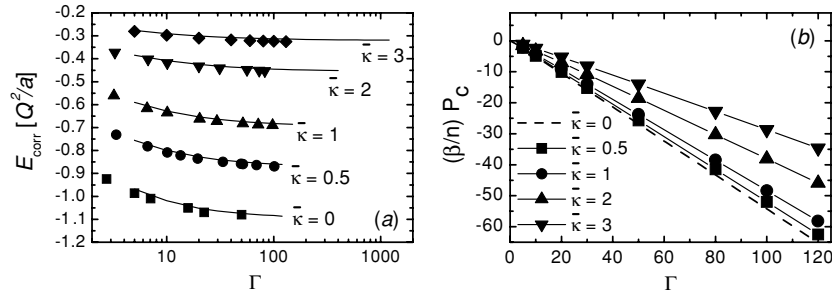 -0.2
-0.3
-0.4
-0.5
-0.6
-0.7
-0.8
-0.9
-1.0
-1.1
-1.2
E_corr [Q²/a]
10
100
1000
Γ
κ̄ = 3
κ̄ = 2
κ̄ = 1
κ̄ = 0.5
κ̄ = 0
(a)
0
-10
-20
-30
-40
-50
-60
(β/n) P_c
0 20 40 60 80 100 120
Γ
(b)
κ̄ = 0
κ̄ = 0.5
κ̄ = 1
κ̄ = 2
κ̄ = 3